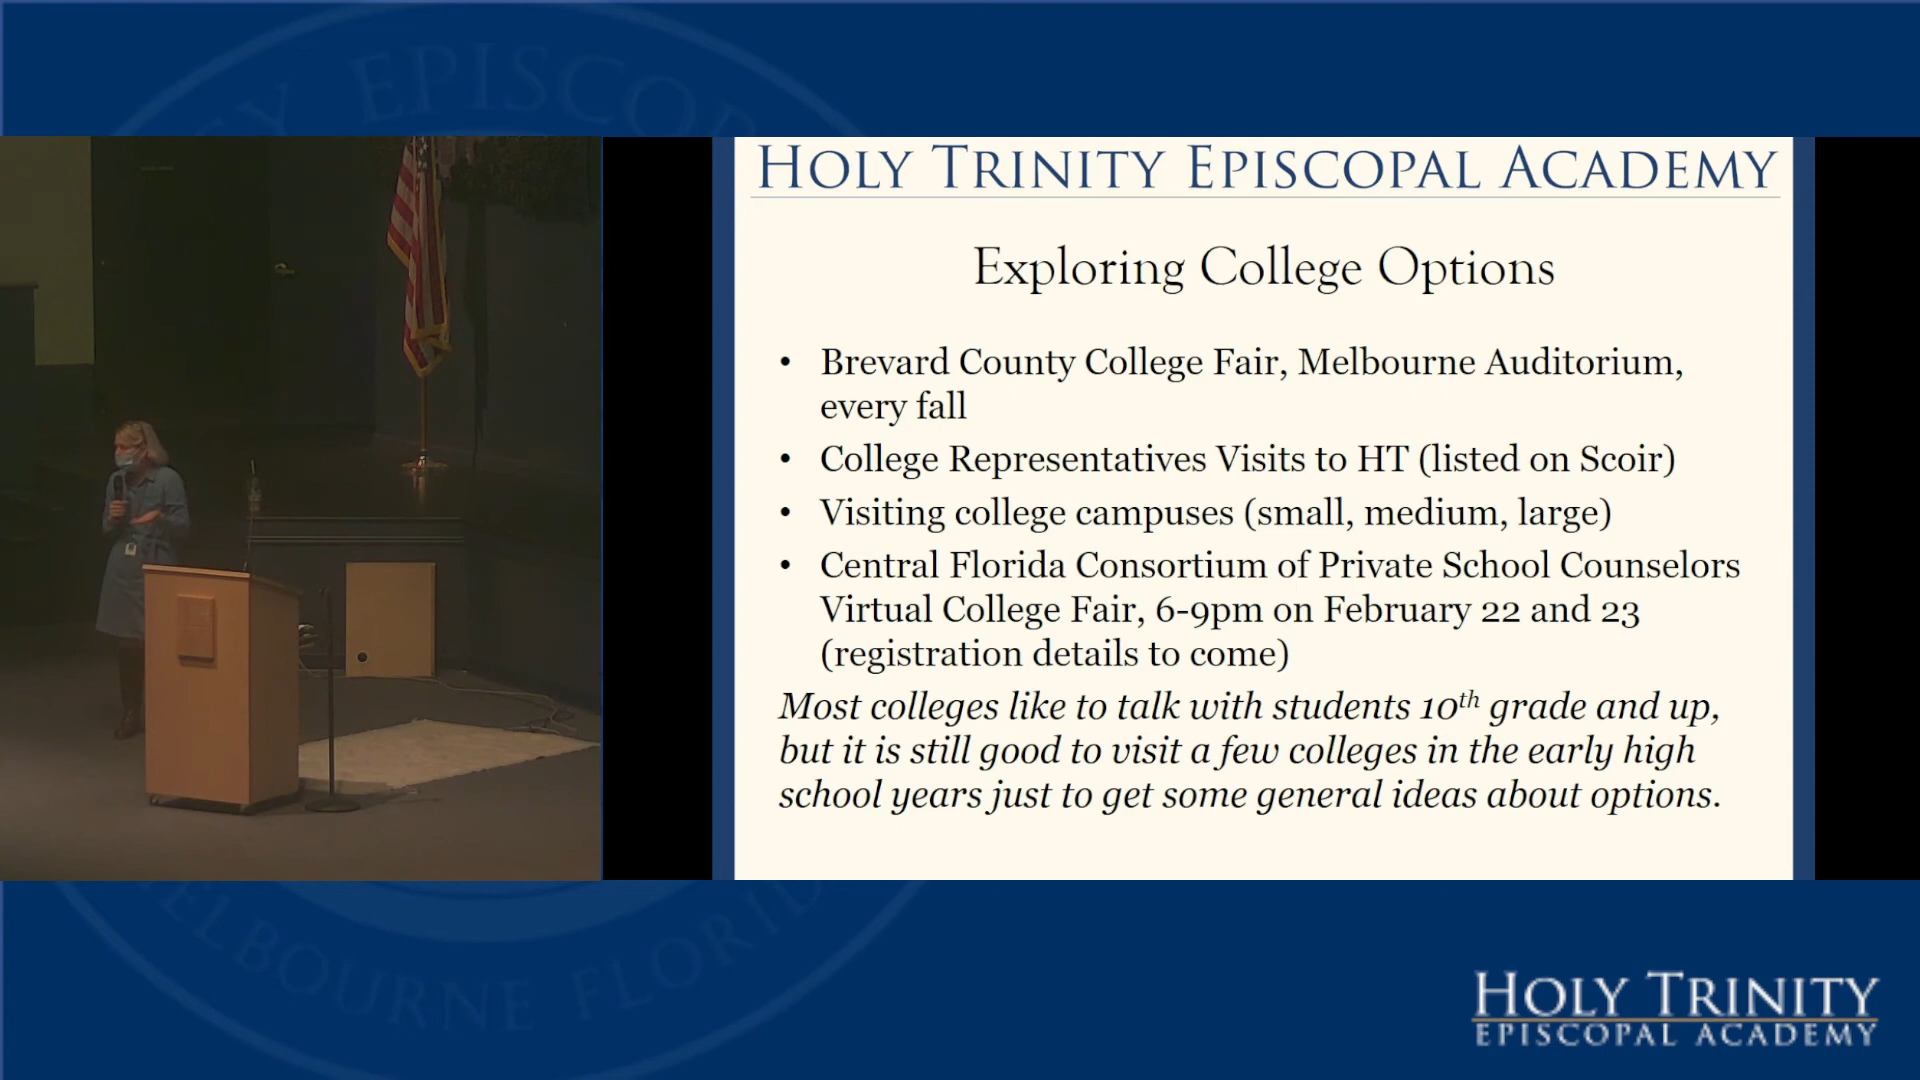 HOLY TRINITY EPISCOPAL ACADEMY
Exploring College Options
• Brevard County College Fair, Melbourne Auditorium,
every fall
• College Representatives Visits to HT (listed on Scoir)
• Visiting college campuses (small, medium, large)
• Central Florida Consortium of Private School Counselors
Virtual College Fair, 6-9pm on February 22 and 23
(registration details to come)
Most colleges like to talk with students 10th grade and up,
but it is still good to visit a few colleges in the early high
school years just to get some general ideas about options.
EPISCOP
MELBOURNE FLORID
HOLY TRINITY
EPISCOPAL ACADEMY